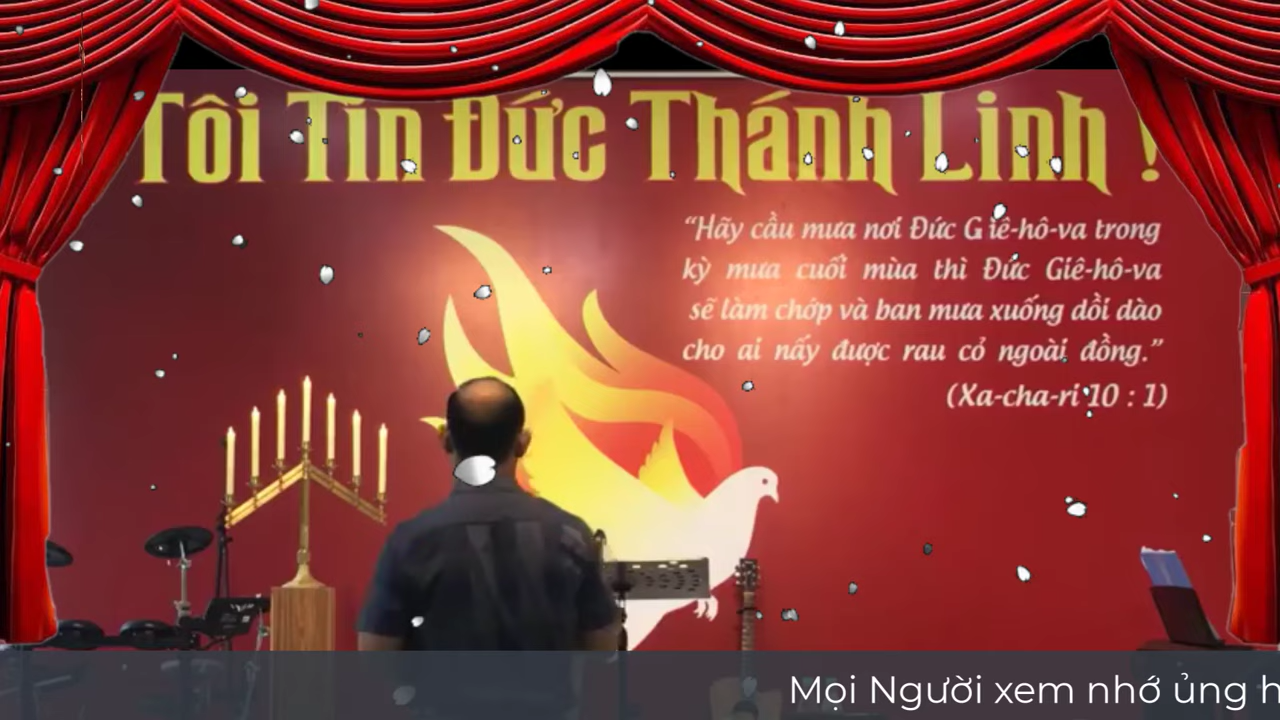 Tôi Tin Đức Thánh Linh !
“Hãy cầu mưa nơi Đức Giê-hô-va trong
kỳ mưa cuối mùa thì Đức Giê-hô-va
sẽ làm chớp và ban mưa xuống dồi dào
cho ai nấy được rau cỏ ngoài đồng.”
(Xa-cha-ri 10 : 1)
Mọi Người xem nhớ ủng